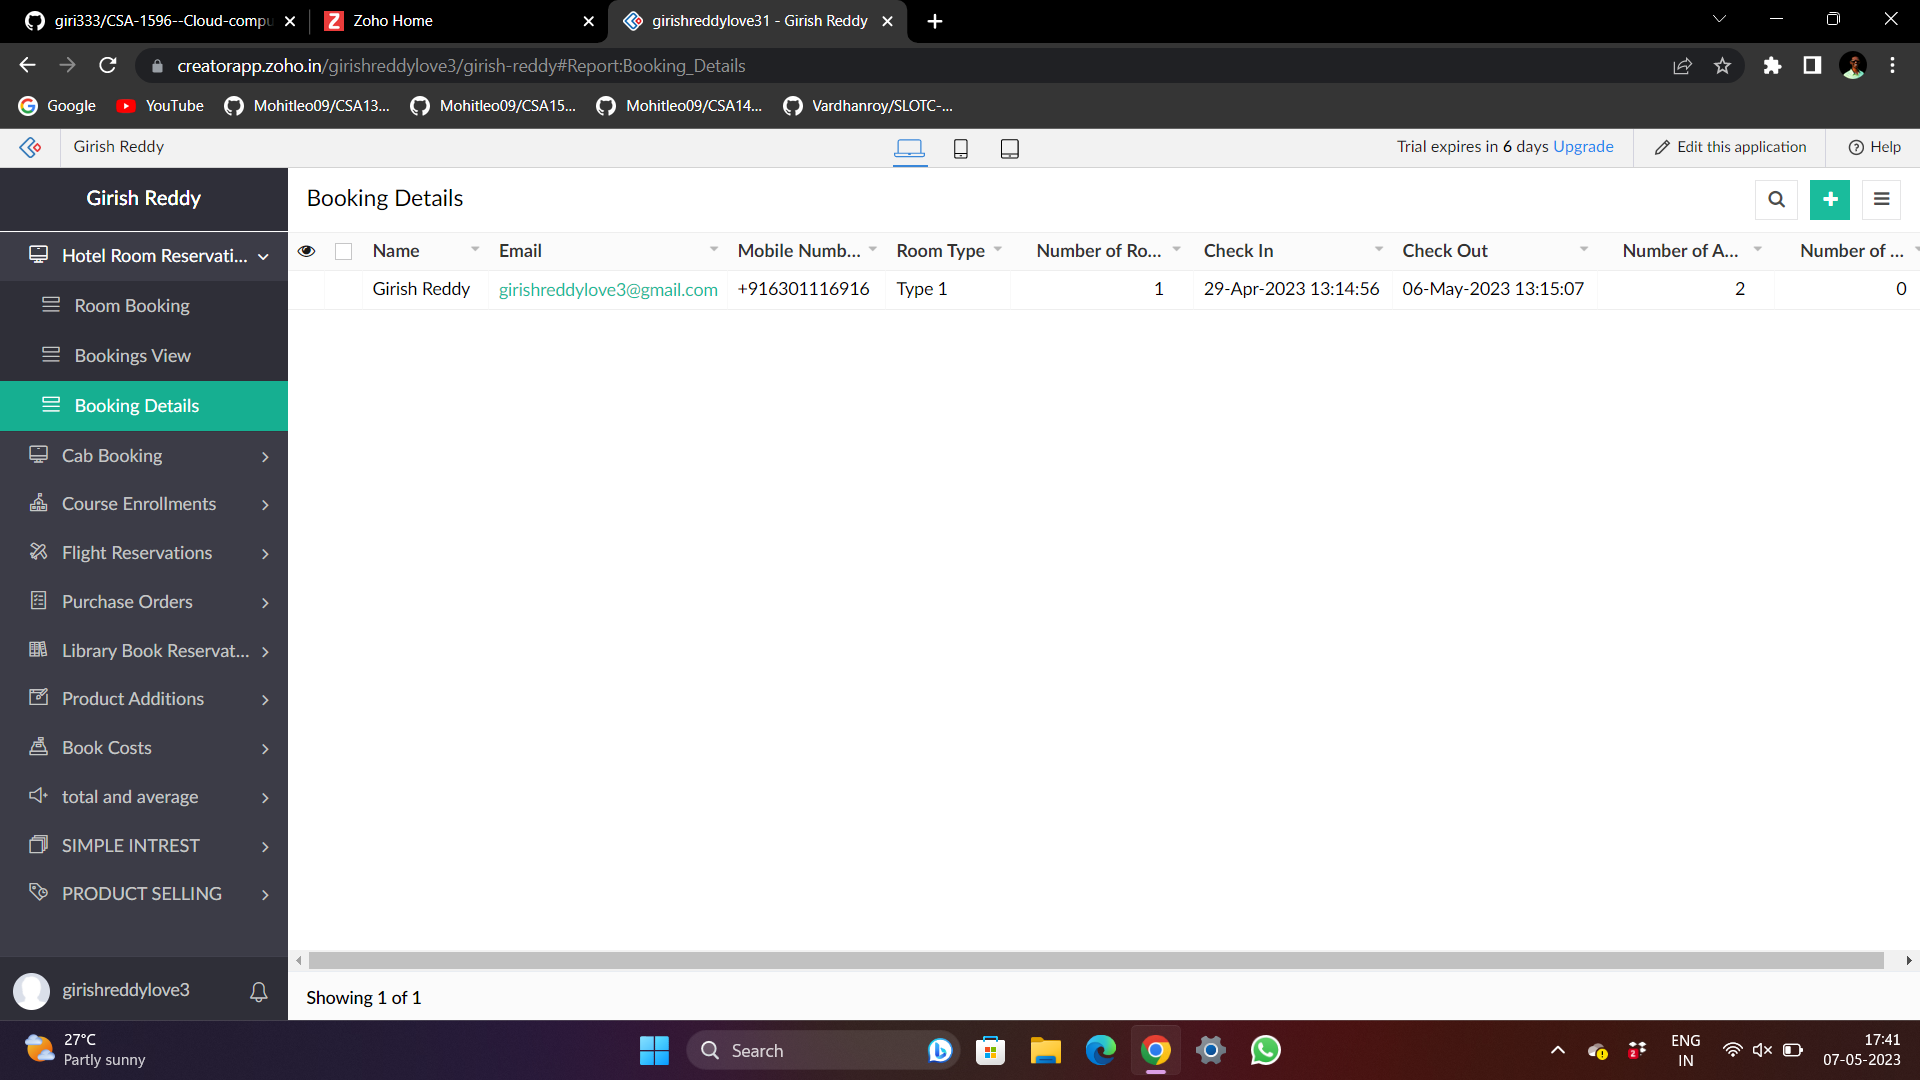 giri333/CSA-1596--Cloud-compu
Zoho Home
girishreddylove31 - Girish Reddy
creatorapp.zoho.in/girishreddylove3/girish-reddy#Report:Booking_Details
Google
YouTube
Mohitleo09/CSA13...
Mohitleo09/CSA15...
Mohitleo09/CSA14...
Vardhanroy/SLOTC-...
Girish Reddy
Trial expires in 6 days Upgrade
Edit this application
Help
Girish Reddy
Hotel Room Reservati...
Room Booking
Bookings View
Booking Details
Cab Booking
Course Enrollments
Flight Reservations
Purchase Orders
Library Book Reservat...
Product Additions
Book Costs
total and average
SIMPLE INTREST
PRODUCT SELLING
girishreddylove3
Booking Details
Name Email Mobile Numb... Room Type Number of Ro... Check In Check Out Number of A... Number of ...
Girish Reddy girishreddylove3@gmail.com +916301116916 Type 1 1 29-Apr-2023 13:14:56 06-May-2023 13:15:07 2 0
Showing 1 of 1
27°C
Partly sunny
Search
ENG
IN
17:41
07-05-2023